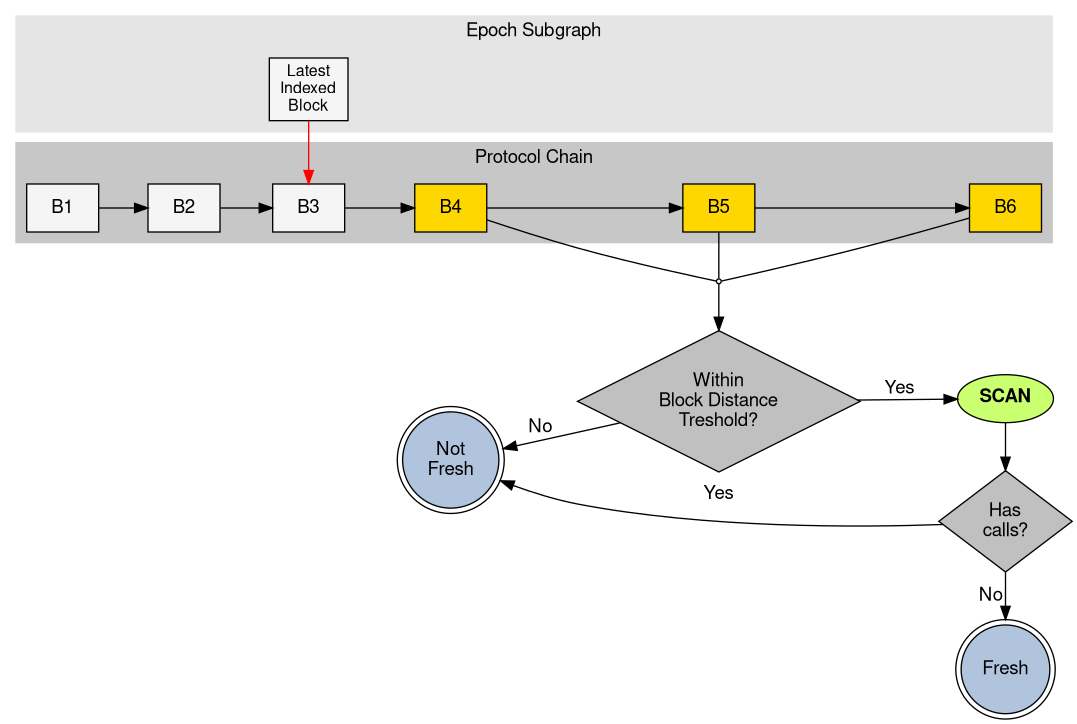 Epoch Subgraph
Latest
Indexed
Block
Protocol Chain
B1
B2
B3
B4
B5
B6
Within
Block Distance
Treshold?
Yes
SCAN
No
Not
Fresh
Yes
Has
calls?
No
Fresh